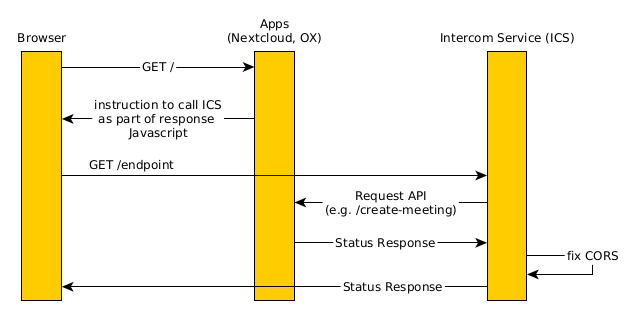 Browser
Apps
(Nextcloud, OX)
Intercom Service (ICS)
GET /
instruction to call ICS
as part of response
Javascript
GET /endpoint
Request API
(e.g. /create-meeting)
Status Response
fix CORS
Status Response